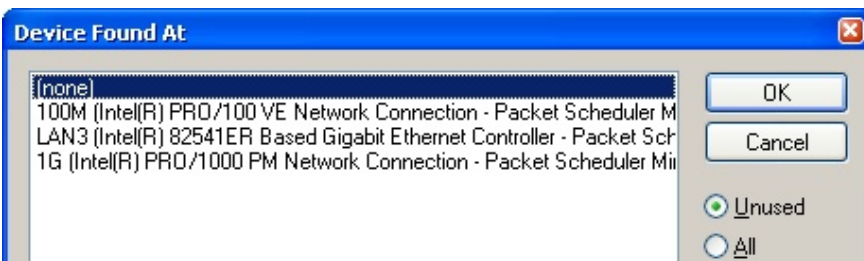 Device Found At
(none)
100M (Intel(R) PRO/100 VE Network Connection - Packet Scheduler M
LAN3 (Intel(R) 82541ER Based Gigabit Ethernet Controller - Packet Sch
1G (Intel(R) PRO/1000 PM Network Connection - Packet Scheduler Mir
OK
Cancel
Unused
All